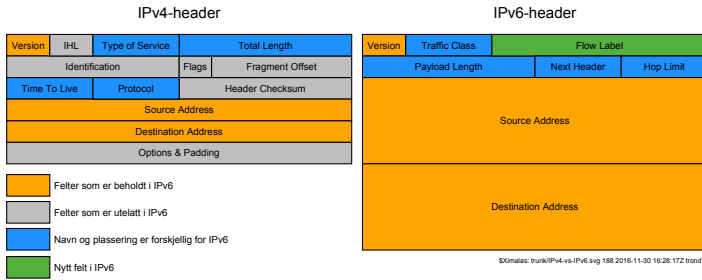 IPv4-header
Version IHL Type of Service Total Length
Identification Flags Fragment Offset
Time To Live Protocol Header Checksum
Source Address
Destination Address
Options & Padding
Felter som er beholdt i IPv6
Felter som er utelatt i IPv6
Navn og plassering er forskjellig for IPv6
Nytt felt i IPv6
IPv6-header
Version Traffic Class Flow Label
Payload Length Next Header Hop Limit
Source Address
Destination Address
$Ximalas: trunk/IPv4-vs-IPv6.svg 188 2016-11-30 16:28:17Z trond